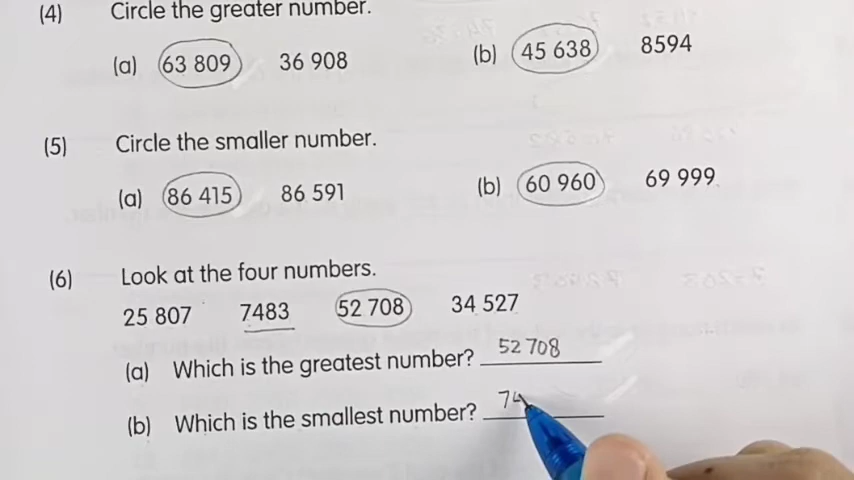 (4) Circle the greater number.
(a) 63 809 36 908 (b) 45 638 8594
(5) Circle the smaller number.
(a) 86 415 86 591 (b) 60 960 69 999
(6) Look at the four numbers.
25 807 7483 52 708 34 527
(a) Which is the greatest number? 52 708
(b) Which is the smallest number? 74